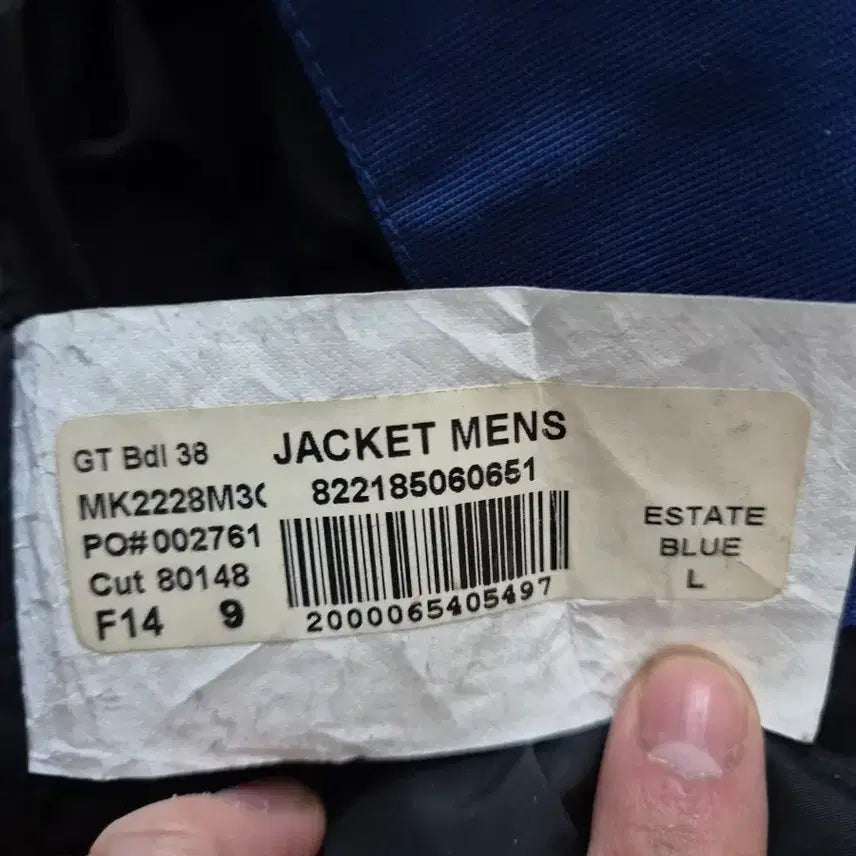 GT Bdl 38
JACKET MENS
MK2228M3(
822185060651
PO#002761
Cut 80148
F14 9
2000065405497
ESTATE
BLUE
L